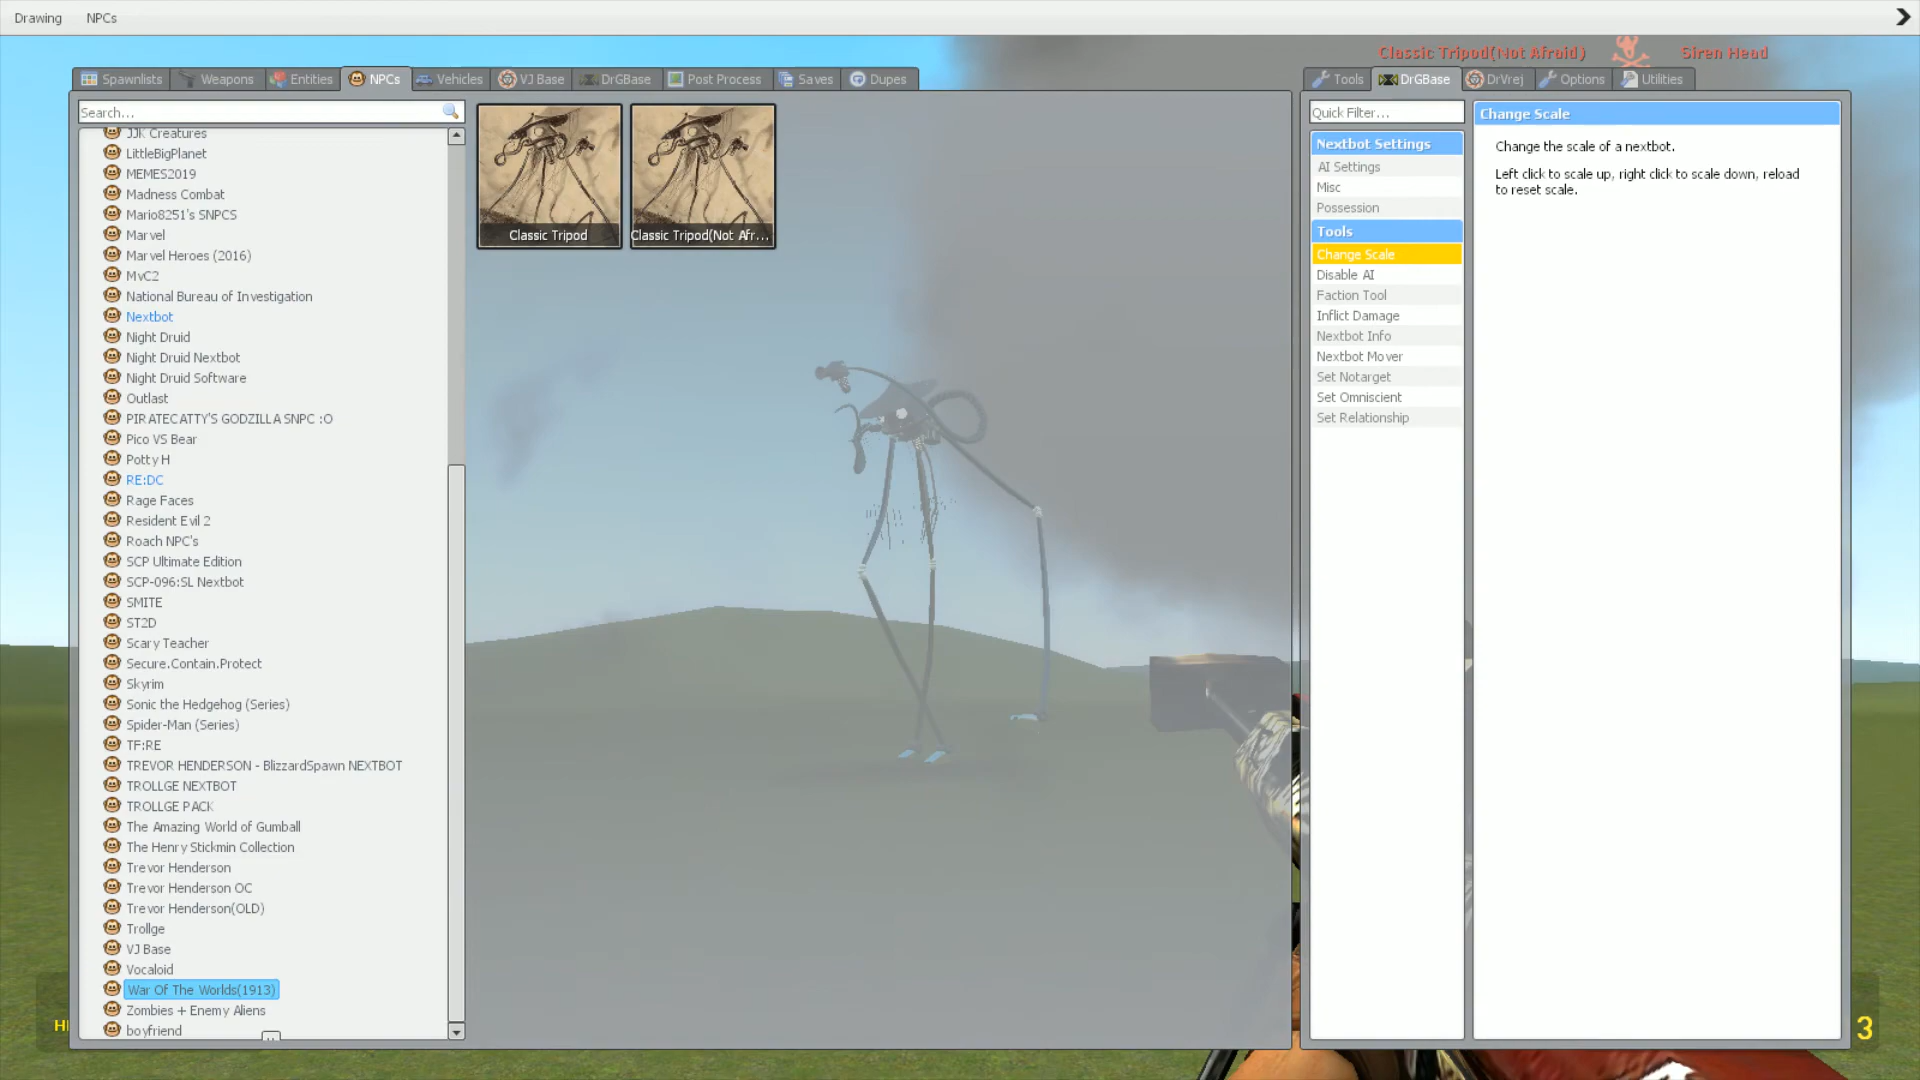 Drawing NPCs
Classic Tripod(Not Afraid) Siren Head
Spawnlists Weapons Entities NPCs Vehicles VJ Base DrGBase Post Process Saves Dupes
Tools DrGBase DrVrej Options Utilities
Search...
JJK Creatures
LittleBigPlanet
MEMES2019
Madness Combat
Mario8251's SNPCS
Marvel
Marvel Heroes (2016)
MvC2
National Bureau of Investigation
Nextbot
Night Druid
Night Druid Nextbot
Night Druid Software
Outlast
PIRATECATTY'S GODZILLA SNPC :O
Pico VS Bear
Potty H
RE:DC
Rage Faces
Resident Evil 2
Roach NPC's
SCP Ultimate Edition
SCP-096:SL Nextbot
SMITE
ST2D
Scary Teacher
Secure.Contain.Protect
Skyrim
Sonic the Hedgehog (Series)
Spider-Man (Series)
TF:RE
TREVOR HENDERSON - BlizzardSpawn NEXTBOT
TROLLGE NEXTBOT
TROLLGE PACK
The Amazing World of Gumball
The Henry Stickmin Collection
Trevor Henderson
Trevor Henderson OC
Trevor Henderson(OLD)
Trollge
VJ Base
Vocaloid
War Of The Worlds(1913)
Zombies + Enemy Aliens
boyfriend
Classic Tripod
Classic Tripod(Not Afr...
Quick Filter...
Nextbot Settings
AI Settings
Misc
Possession
Tools
Change Scale
Disable AI
Faction Tool
Inflict Damage
Nextbot Info
Nextbot Mover
Set Notarget
Set Omniscient
Set Relationship
Change Scale
Change the scale of a nextbot.
Left click to scale up, right click to scale down, reload
to reset scale.
3